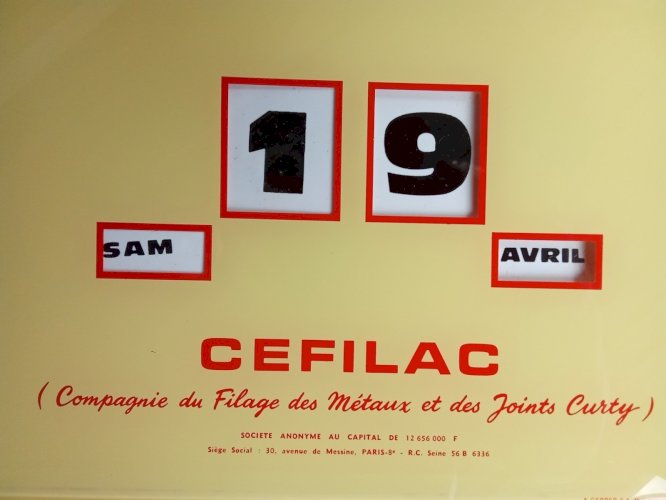 19
SAM AVRIL
CEFILAC
(Compagnie du Filage des Métaux et des Joints Curty)
SOCIETE ANONYME AU CAPITAL DE 12 656 000 F
Siège Social : 30, avenue de Messine, PARIS-8e - R.C. Seine 56 B 6336